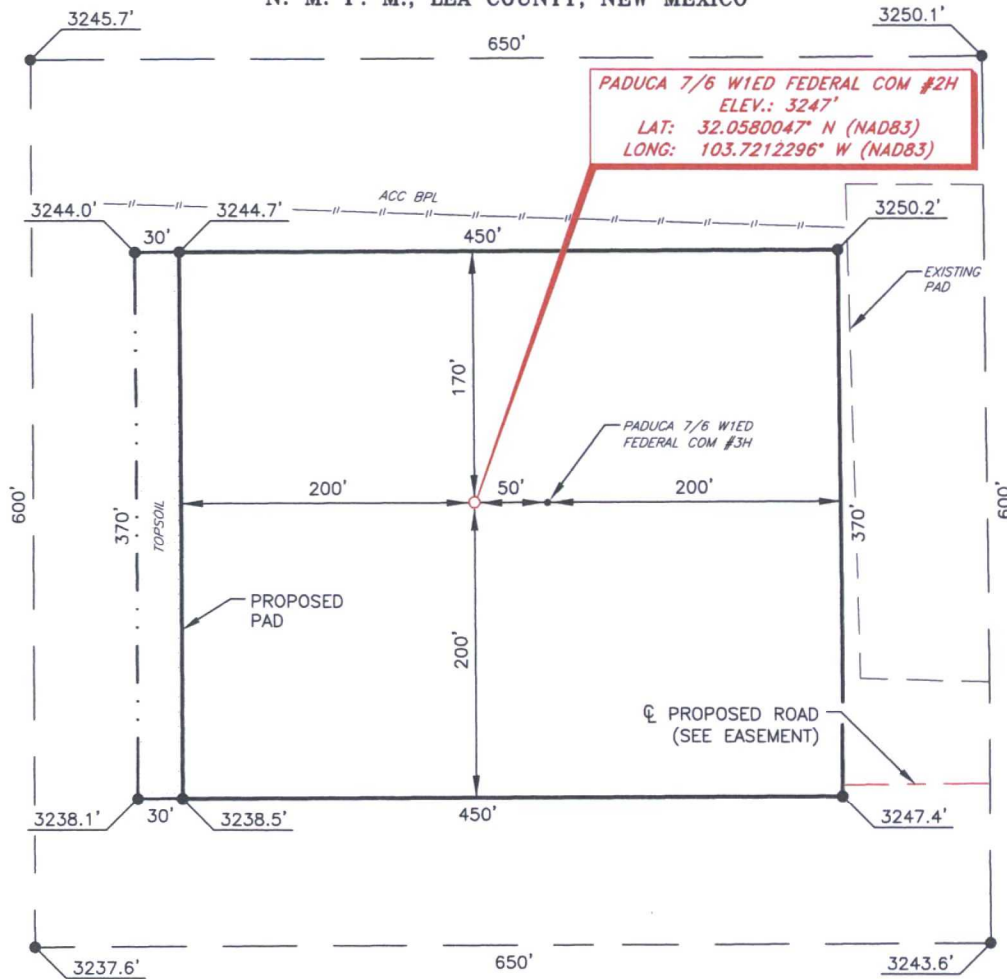 N. M. P. M., LEA COUNTY, NEW MEXICO
3245.7'
3250.1'
650'
PADUCA 7/6 W1ED FEDERAL COM #2H
ELEV.: 3247'
LAT: 32.0580047° N (NAD83)
LONG: 103.7212296° W (NAD83)
ACC BPL
3244.0'
3244.7'
3250.2'
30'
450'
EXISTING
PAD
170'
PADUCA 7/6 W1ED
FEDERAL COM #3H
200'
50'
200'
600'
370'
TOPSOIL
370'
600'
PROPOSED
PAD
200'
℄ PROPOSED ROAD
(SEE EASEMENT)
3238.1'
30'
3238.5'
450'
3247.4'
3237.6'
650'
3243.6'